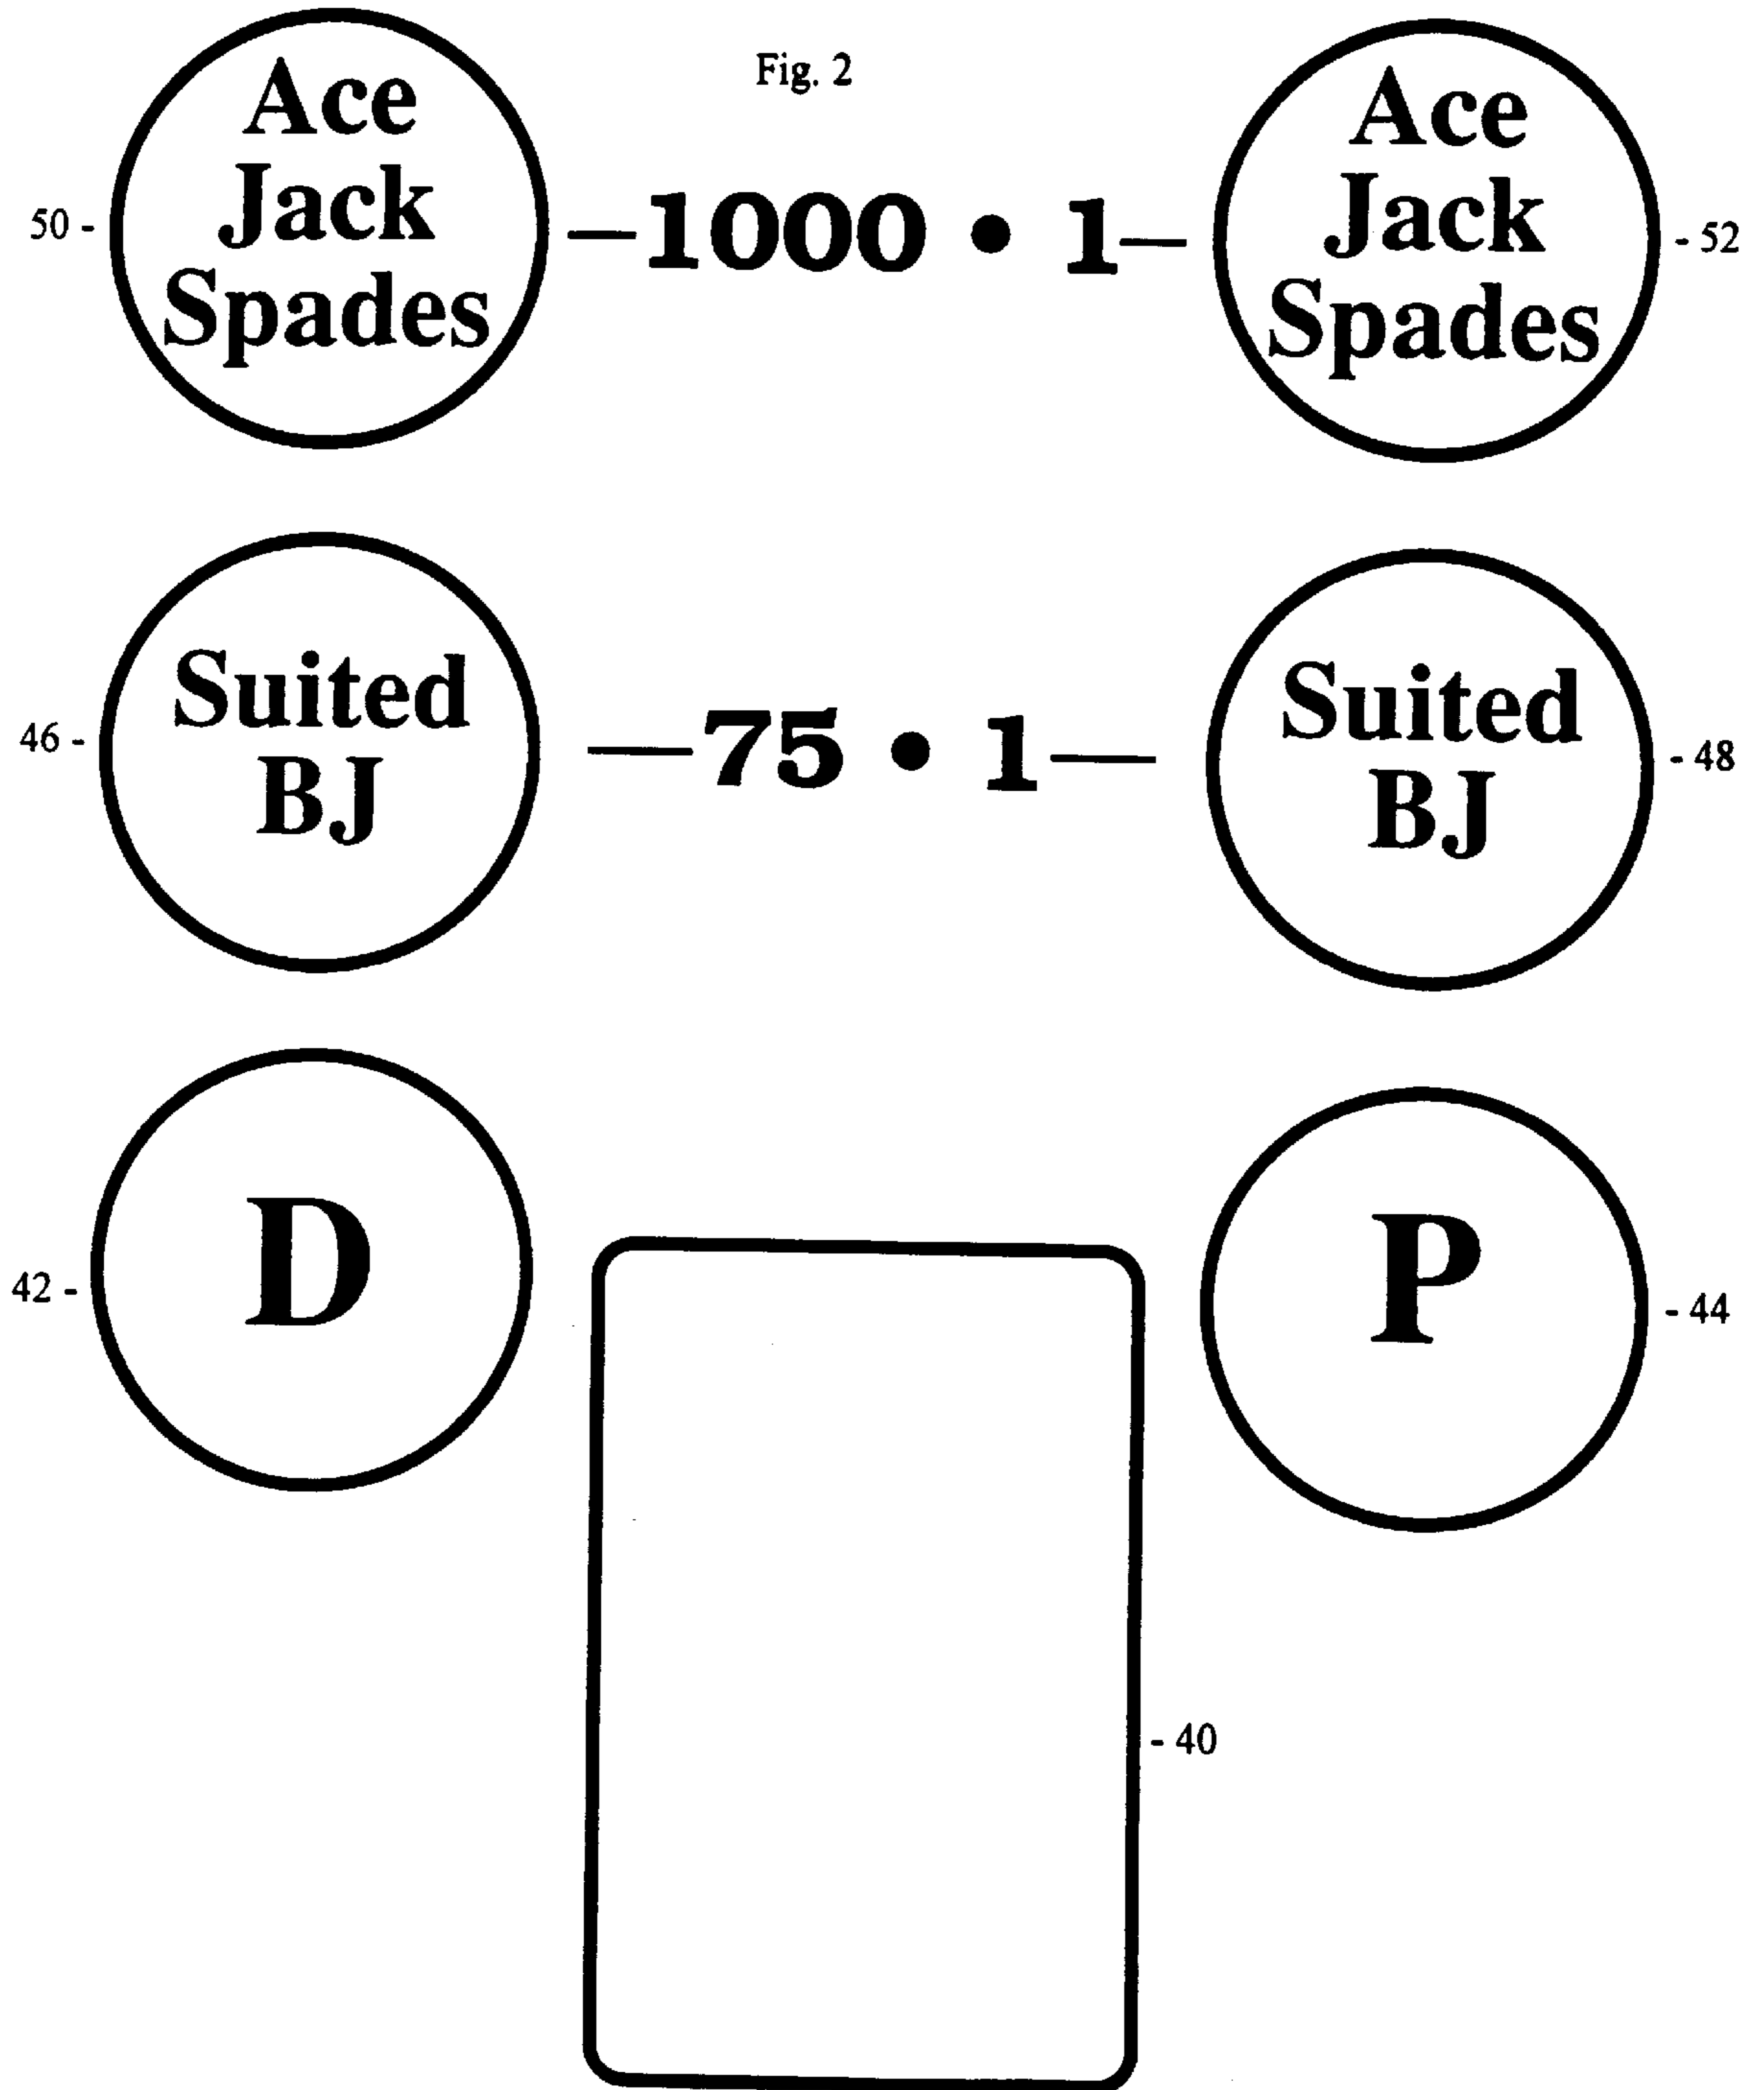 Fig. 2
Ace
Jack
Spades
50 -
—1000 • 1—
Ace
Jack
Spades
- 52
Suited
BJ
46 -
—75 • 1—
Suited
BJ
- 48
D
42 -
P
- 44
- 40